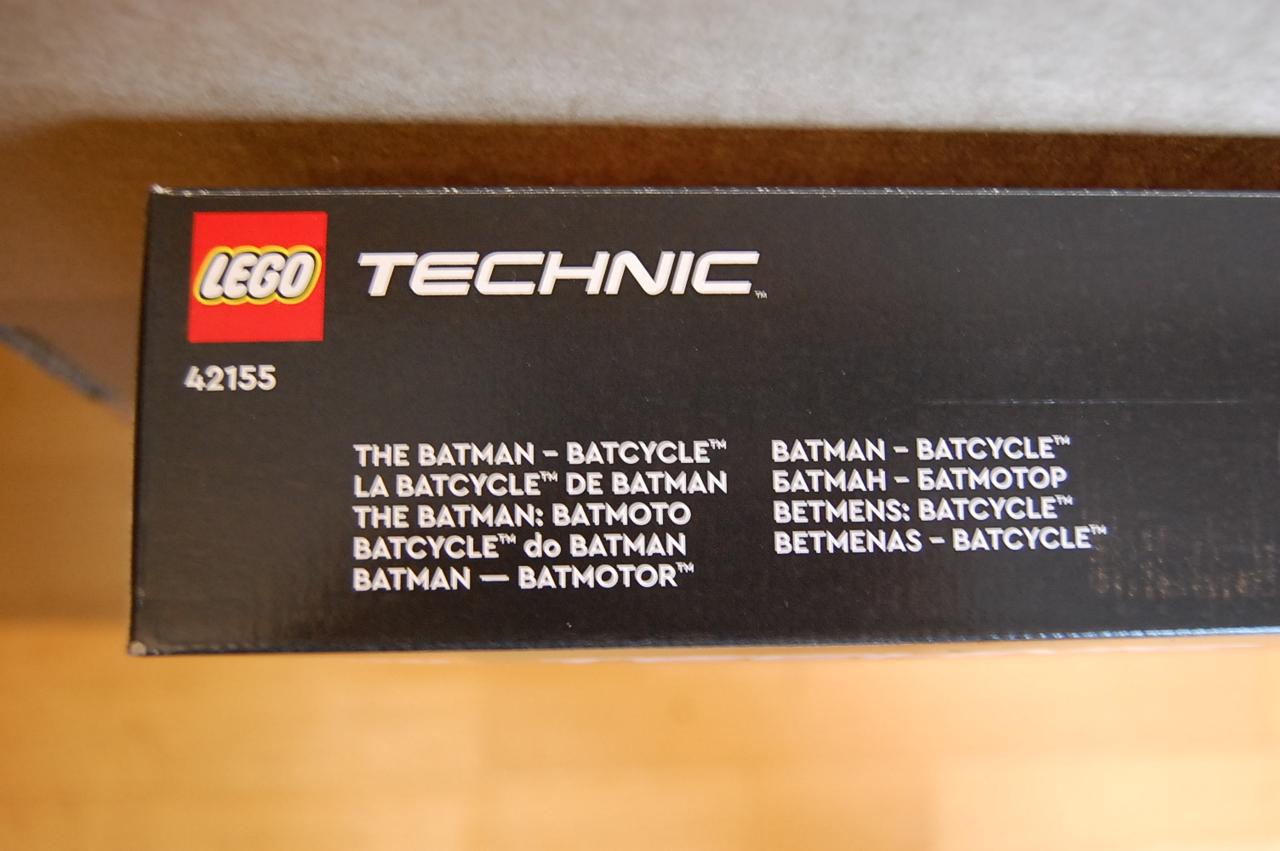 LEGO TECHNIC™
42155
THE BATMAN – BATCYCLE™
LA BATCYCLE™ DE BATMAN
THE BATMAN: BATMOTO
BATCYCLE™ do BATMAN
BATMAN — BATMOTOR™
BATMAN – BATCYCLE™
БАТМАН – БАТМОТОР
BETMENS: BATCYCLE™
BETMENAS – BATCYCLE™